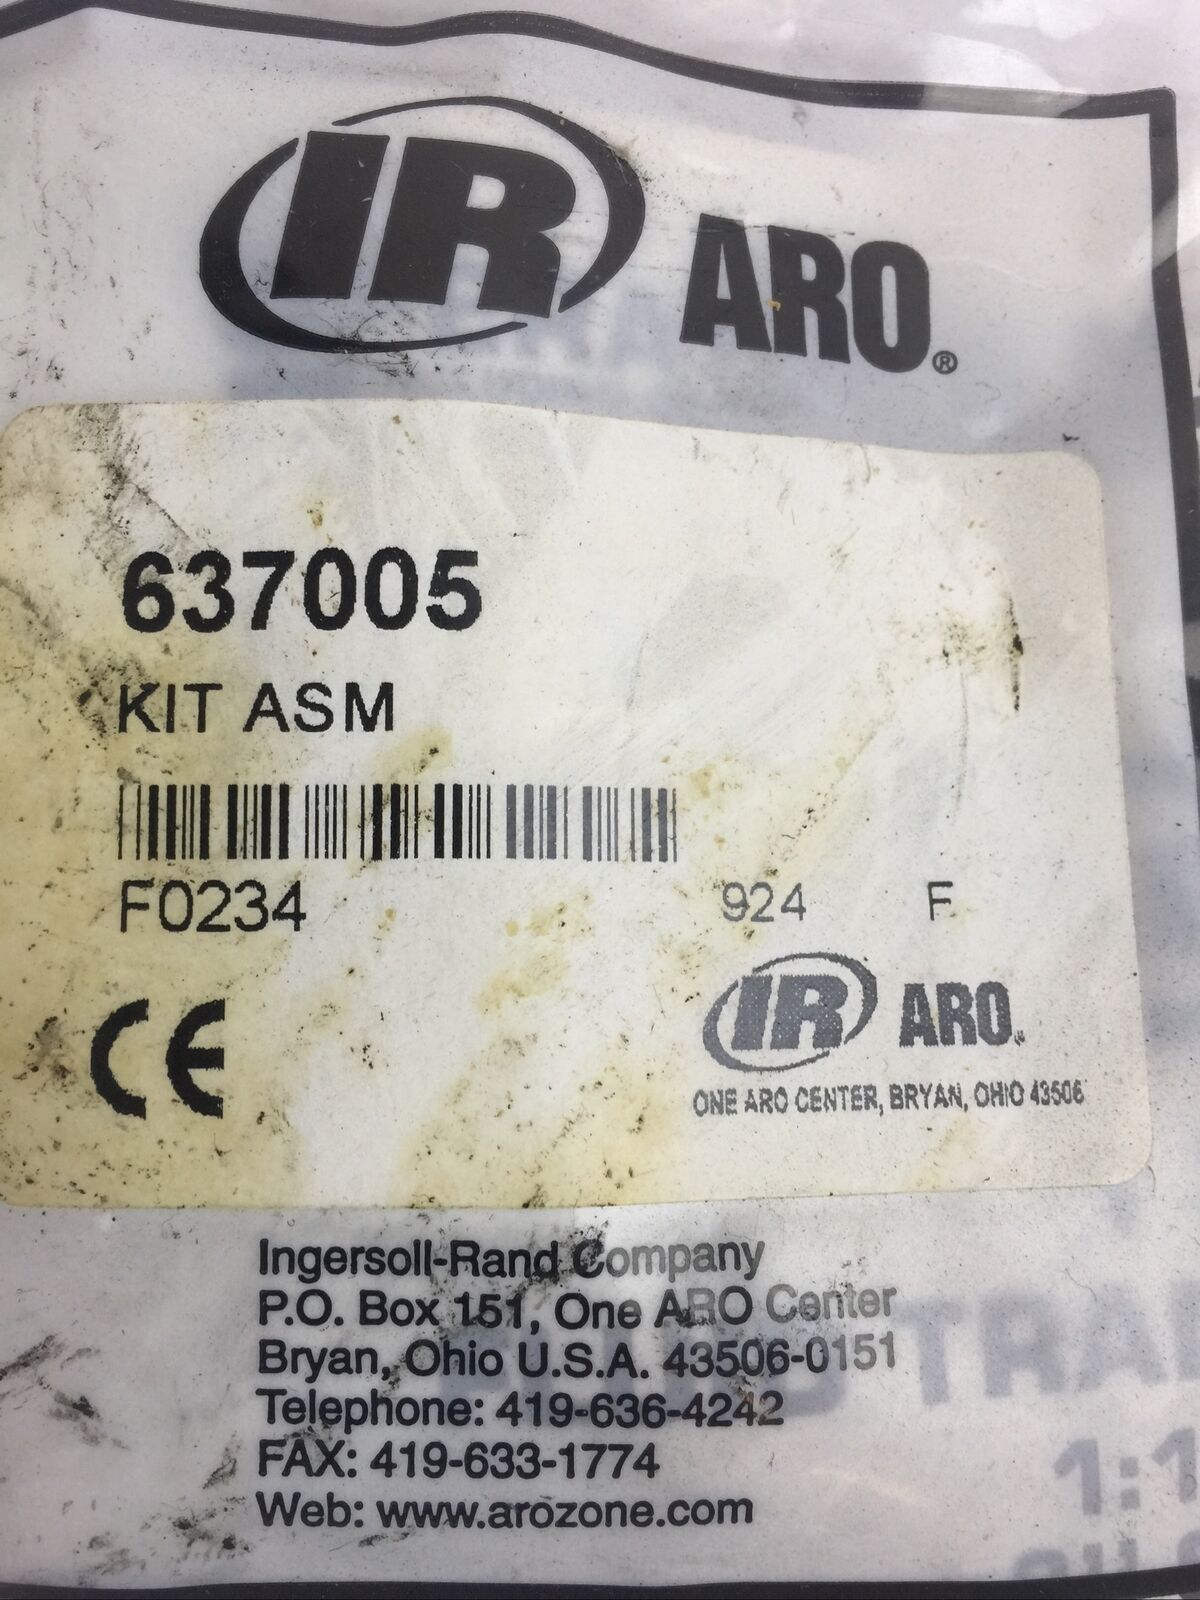 IR ARO®
637005
KIT ASM
F0234 924 F
CE
IR ARO
ONE ARO CENTER, BRYAN, OHIO 43506
Ingersoll-Rand Company
P.O. Box 151, One ARO Center
Bryan, Ohio U.S.A. 43506-0151
Telephone: 419-636-4242
FAX: 419-633-1774
Web: www.arozone.com
1:1